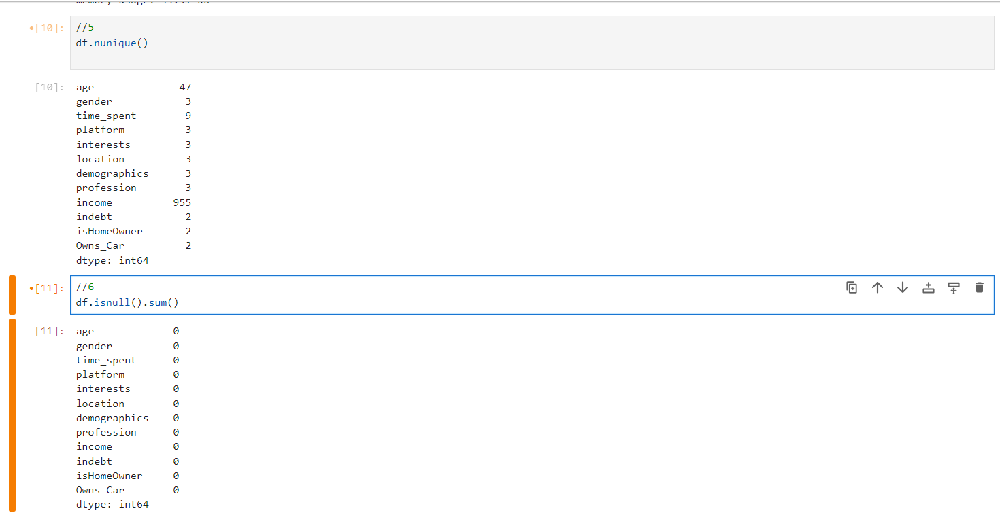 •[10]: //5
df.nunique()
[10]: age 47
gender 3
time_spent 9
platform 3
interests 3
location 3
demographics 3
profession 3
income 955
indebt 2
isHomeOwner 2
Owns_Car 2
dtype: int64
•[11]: //6
df.isnull().sum()
[11]: age 0
gender 0
time_spent 0
platform 0
interests 0
location 0
demographics 0
profession 0
income 0
indebt 0
isHomeOwner 0
Owns_Car 0
dtype: int64